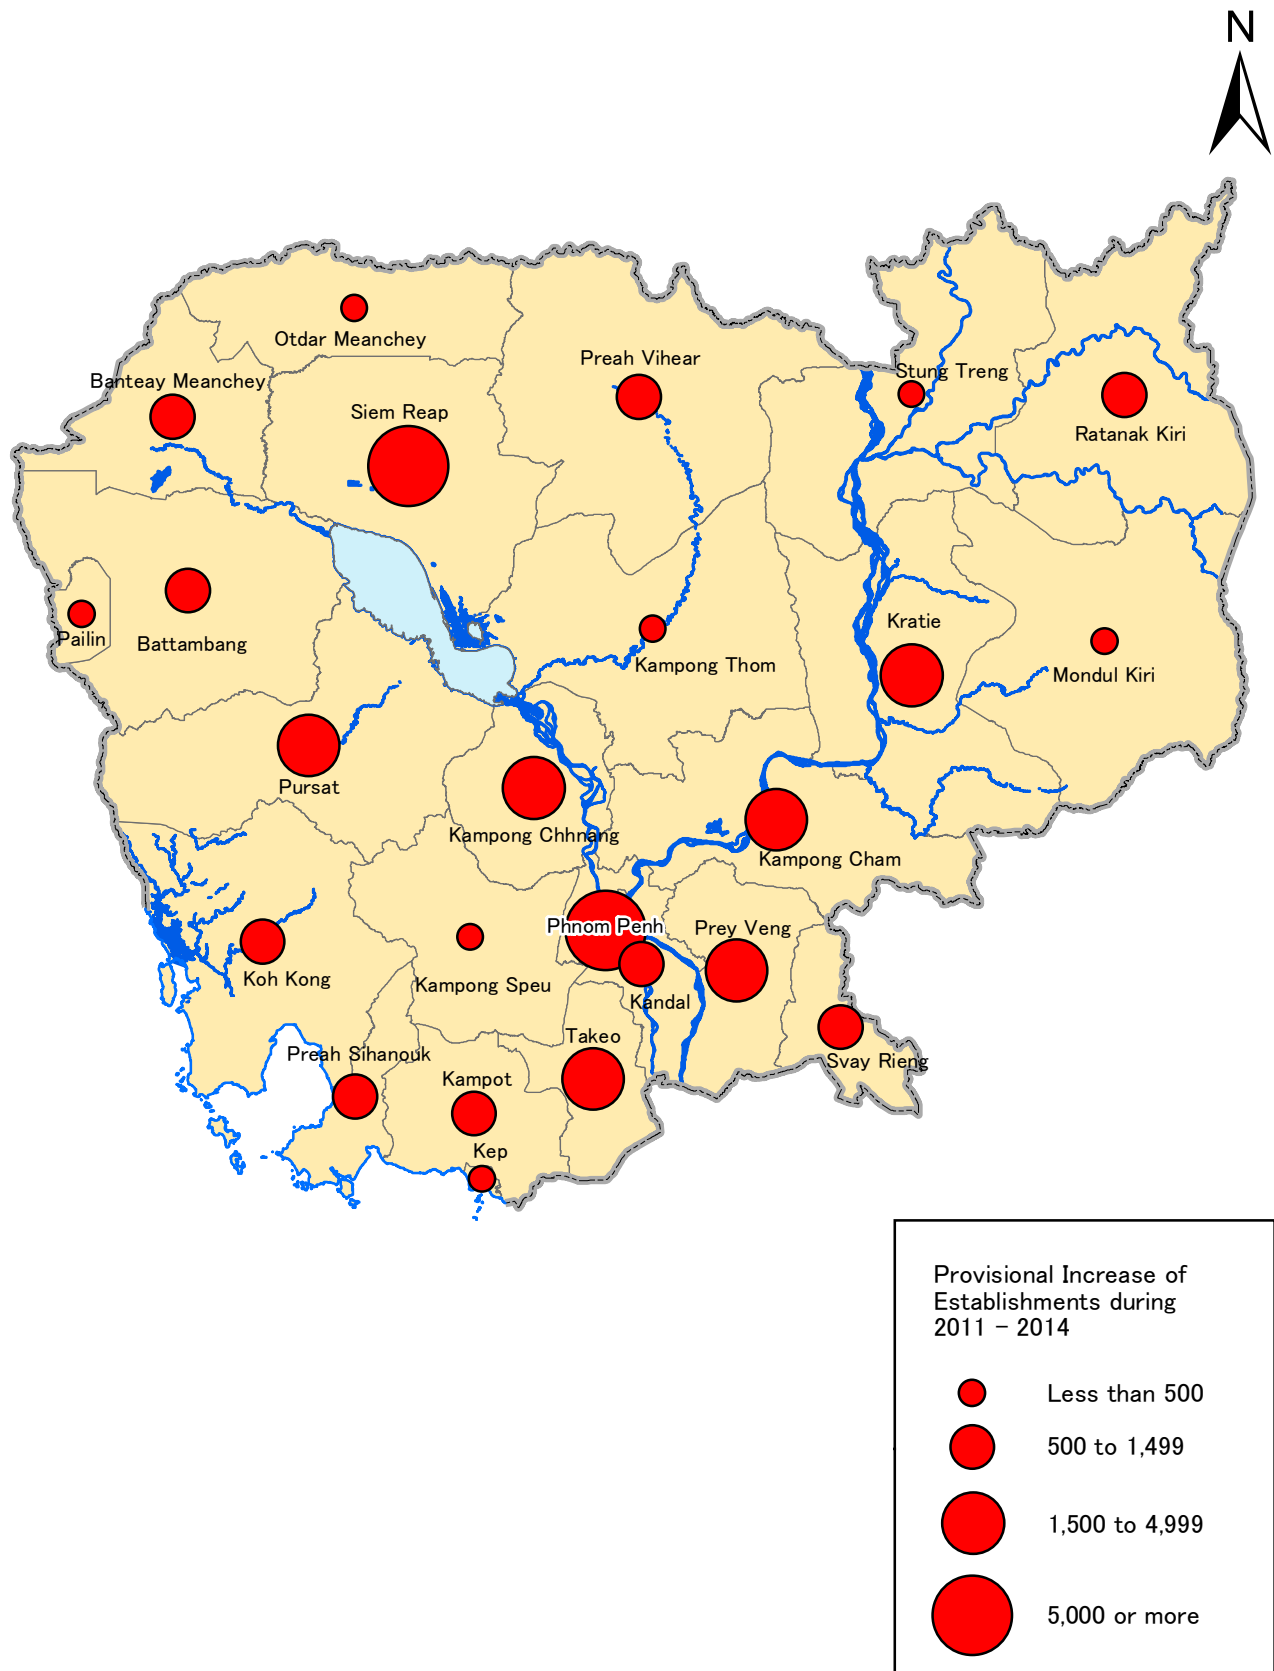 N
Otdar Meanchey
Preah Vihear
Stung Treng
Banteay Meanchey
Siem Reap
Ratanak Kiri
Kratie
Pailin
Battambang
Kampong Thom
Mondul Kiri
Pursat
Kampong Chhnang
Kampong Cham
Phnom Penh
Prey Veng
Koh Kong
Kampong Speu
Kandal
Takeo
Preah Sihanouk
Svay Rieng
Kampot
Kep
Provisional Increase of
Establishments during
2011 - 2014
Less than 500
500 to 1,499
1,500 to 4,999
5,000 or more